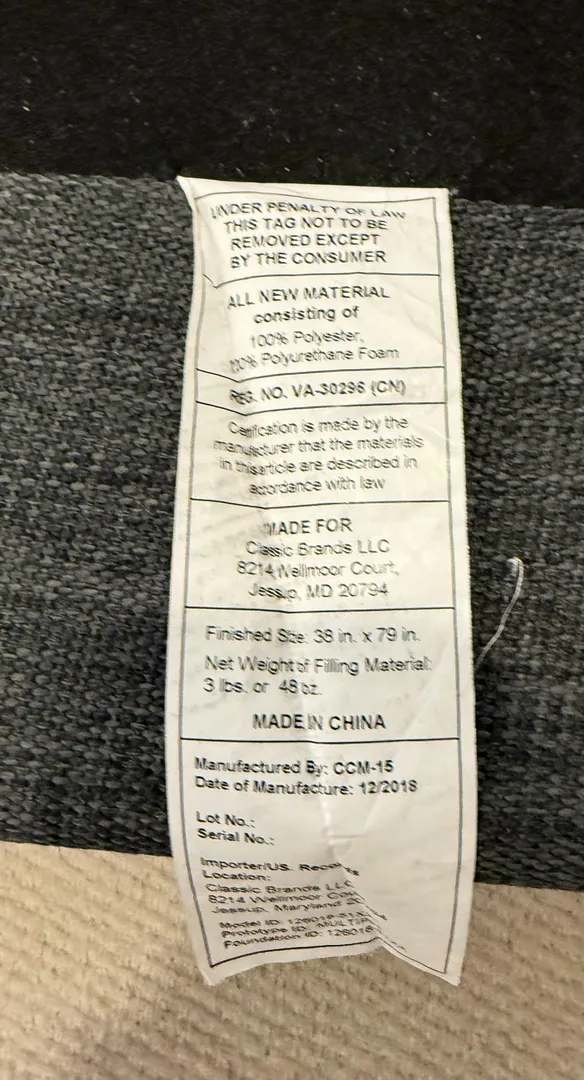 UNDER PENALTY OF LAW
THIS TAG NOT TO BE
REMOVED EXCEPT
BY THE CONSUMER
ALL NEW MATERIAL
consisting of
100% Polyester,
100% Polyurethane Foam
REG. NO. VA-30296 (CN)
Certification is made by the
manufacturer that the materials
in this article are described in
accordance with law
MADE FOR
Classic Brands LLC
8214 Wellmoor Court,
Jessup, MD 20794
Finished Size: 38 in. x 79 in.
Net Weight of Filling Material:
3 lbs. or 48 oz.
MADE IN CHINA
Manufactured By: CCM-15
Date of Manufacture: 12/2018
Lot No.:
Serial No.:
Importer/US.
Location:
Classic Brands LLC
8214 Wellmoor
Jessup, Maryland
Model ID:
Prototype ID:
Foundation ID: